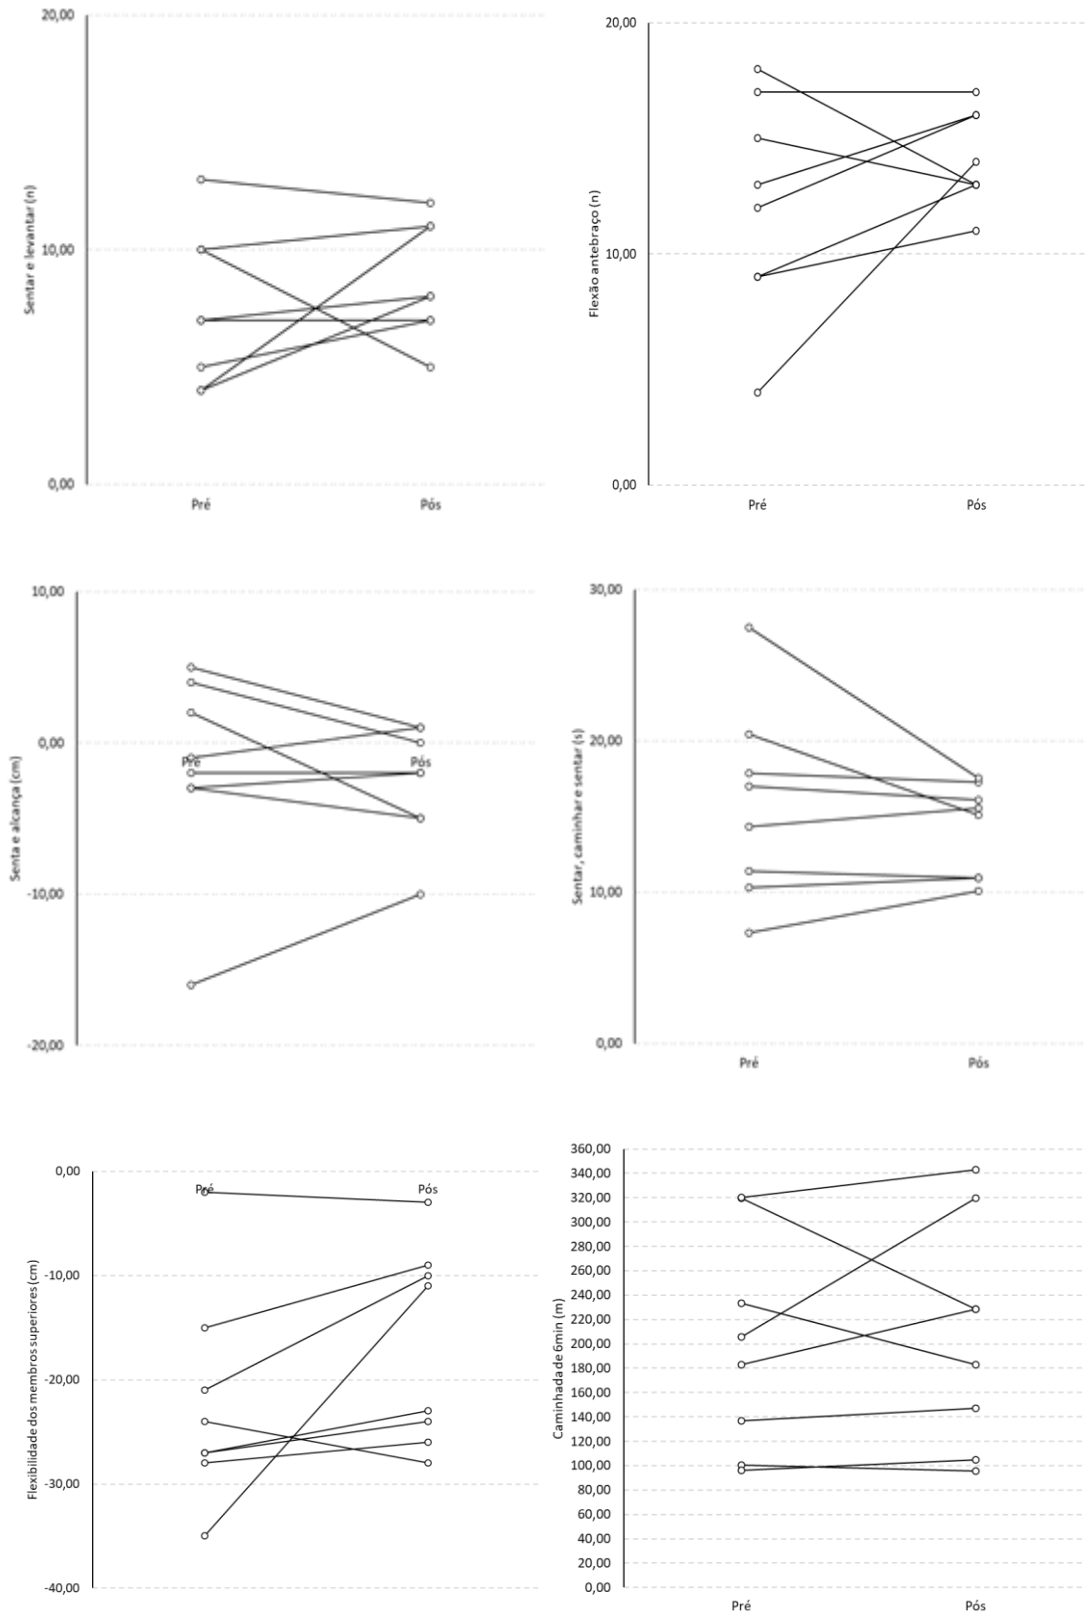 20,00
10,00
0,00
Sentar e levantar (n)
Pré
Pós
20,00
10,00
0,00
Flexão antebraço (n)
Pré
Pós
10,00
0,00
-10,00
-20,00
Senta e alcança (cm)
Pré
Pós
30,00
20,00
10,00
0,00
Sentar, caminhar e sentar (s)
Pré
Pós
0,00
-10,00
-20,00
-30,00
-40,00
Flexibilidade dos membros superiores (cm)
Pré
Pós
360,00
340,00
320,00
300,00
280,00
260,00
240,00
220,00
200,00
180,00
160,00
140,00
120,00
100,00
80,00
60,00
40,00
20,00
0,00
Caminhada de 6min (m)
Pré
Pós